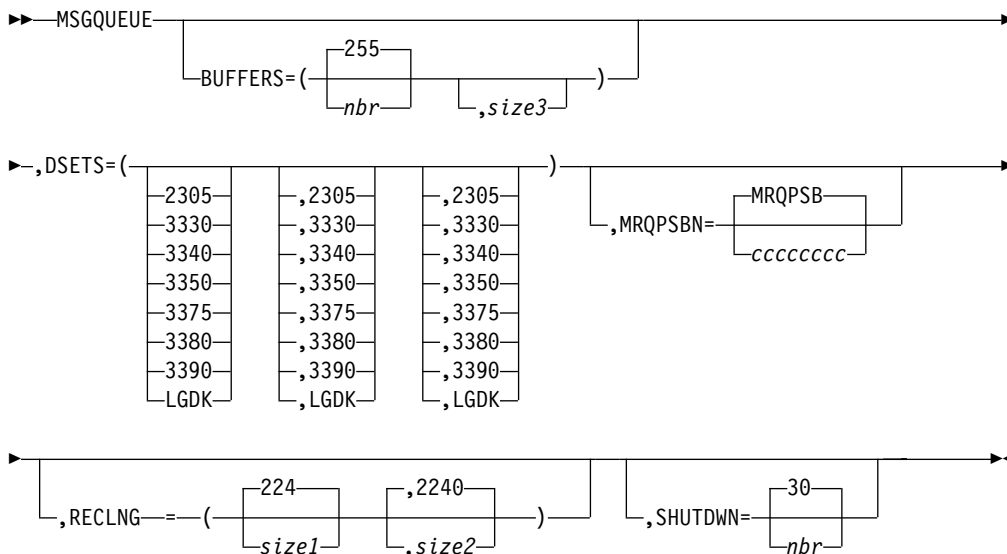 MSGQUEUE
BUFFERS=( 255 nbr ,size3 )
,DSETS=( )
2305 ,2305 ,2305
3330 ,3330 ,3330
3340 ,3340 ,3340
3350 ,3350 ,3350
3375 ,3375 ,3375
3380 ,3380 ,3380
3390 ,3390 ,3390
LGDK ,LGDK ,LGDK
,MRQPSBN= MRQPSB cccccccc
,RECLNG = ( 224 size1 ,2240 ,size2 )
,SHUTDWN= 30 nbr